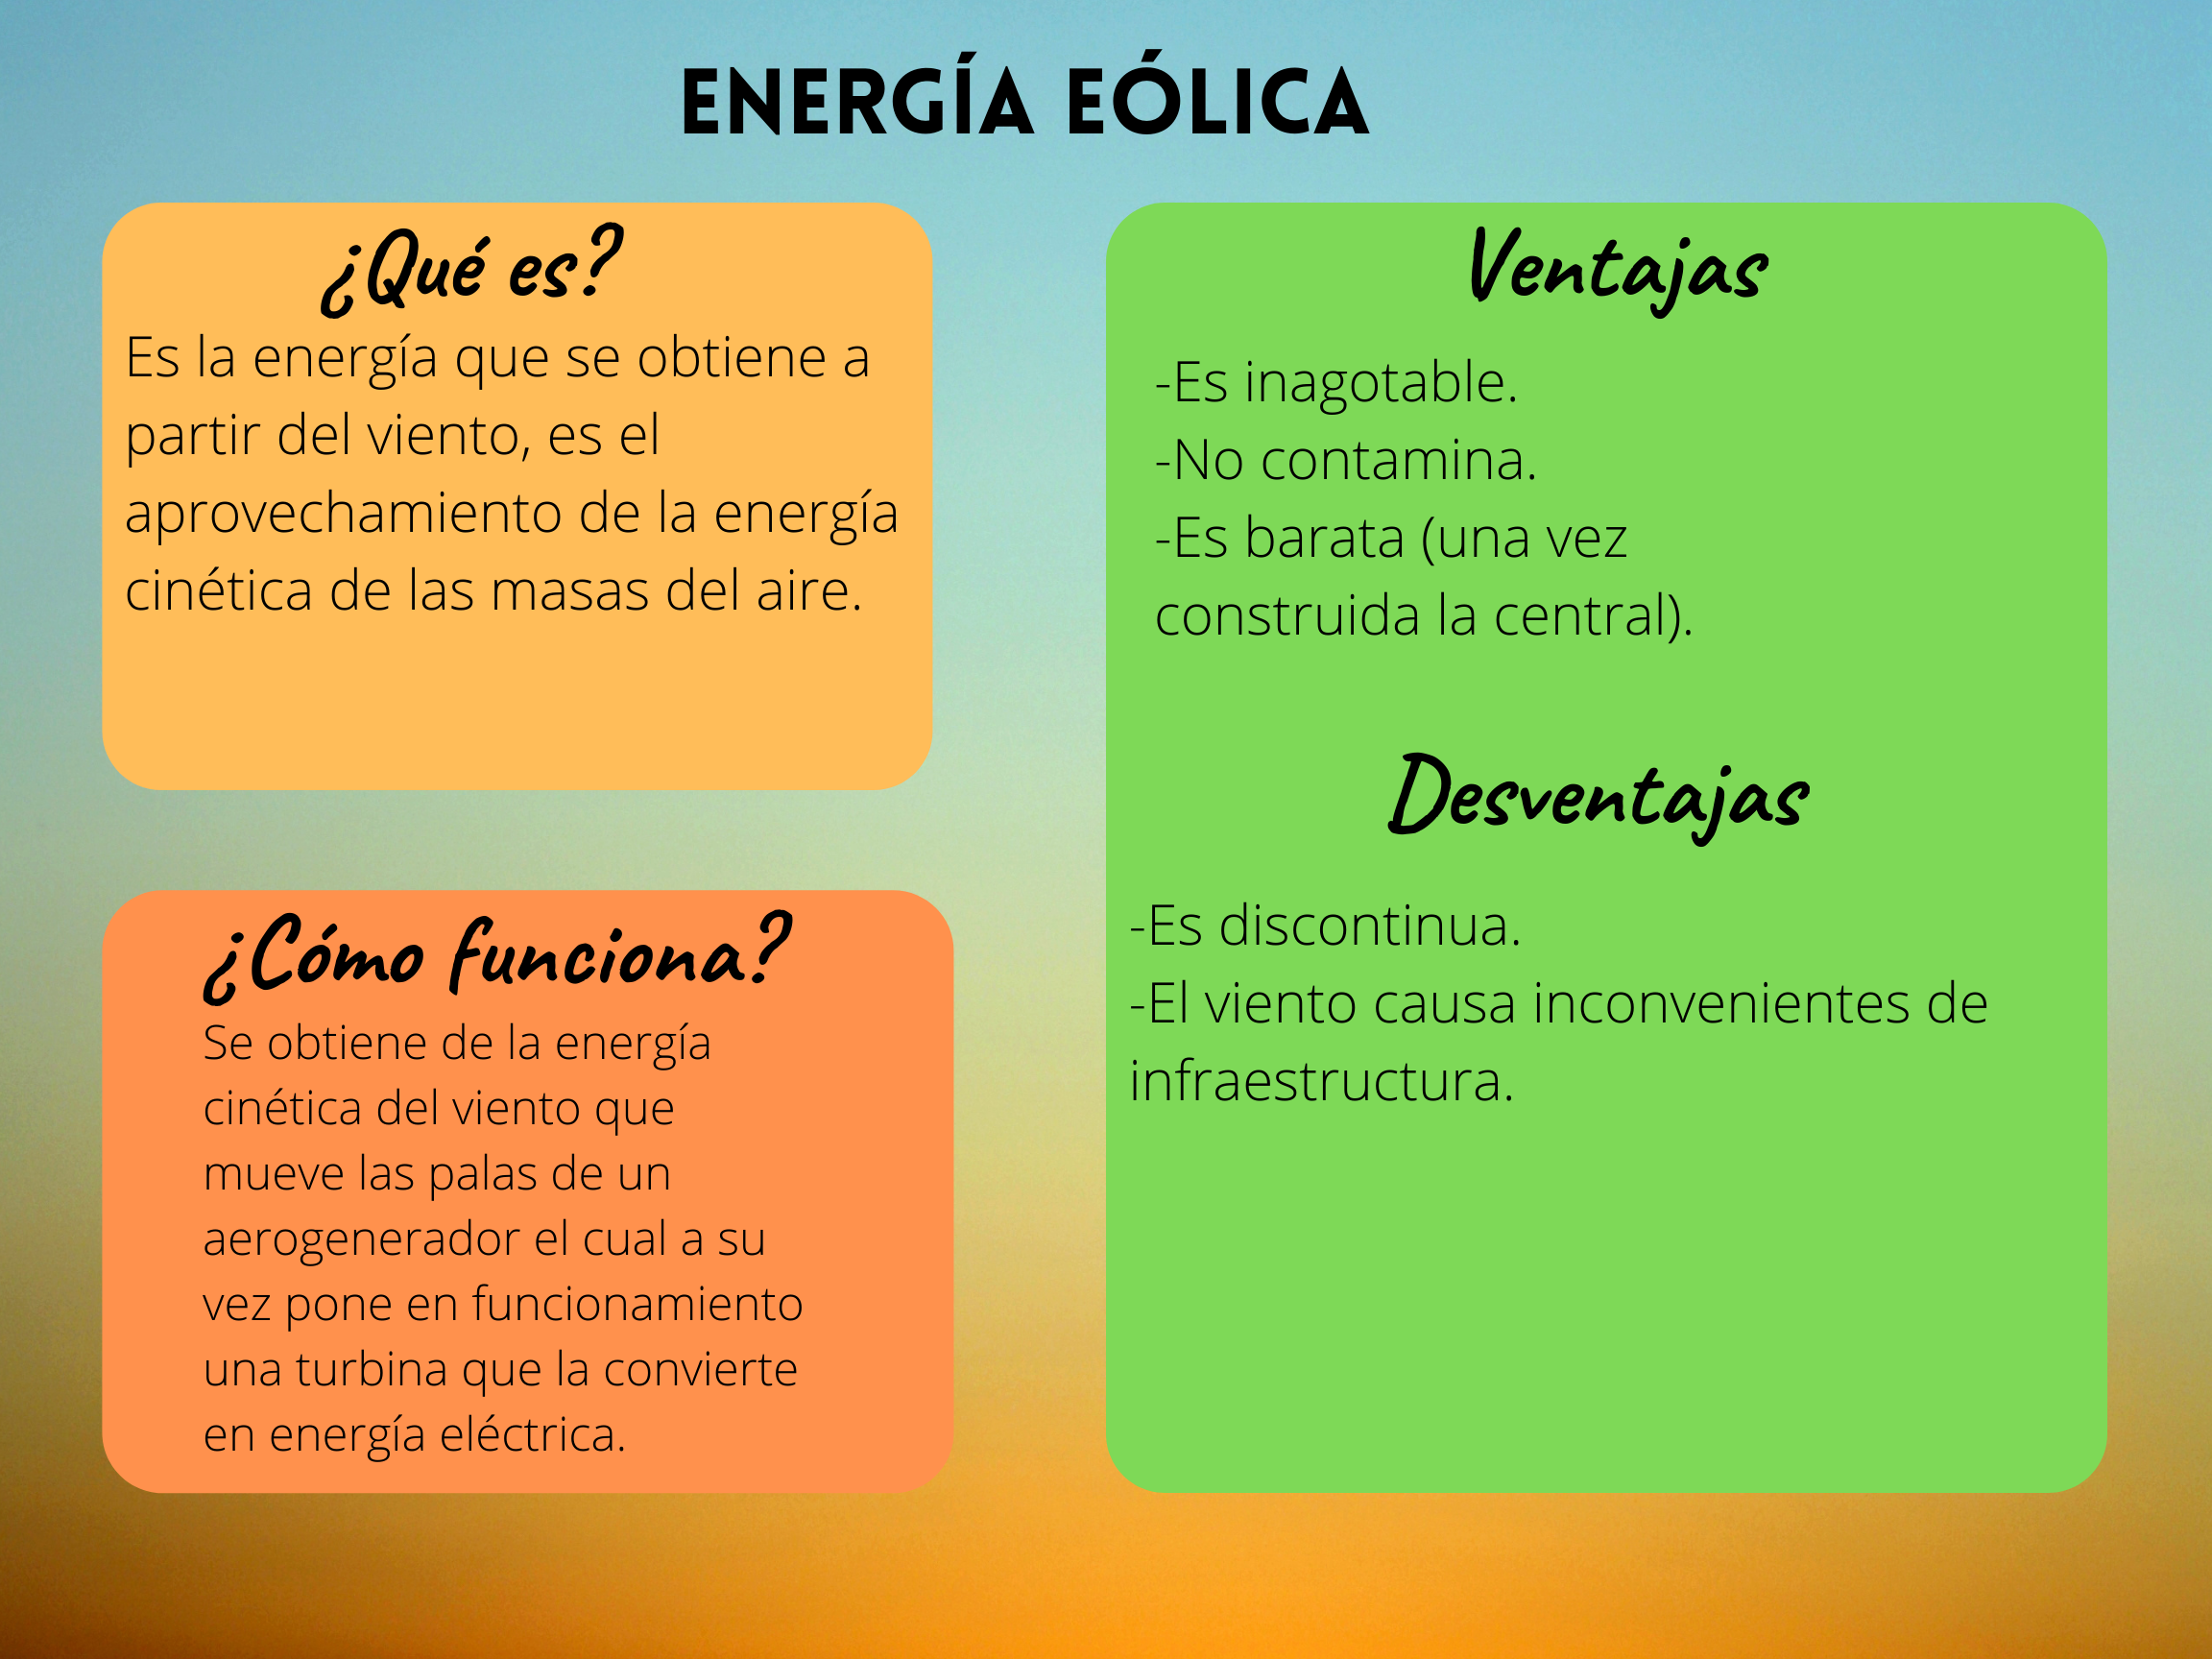 ENERGÍA EÓLICA
¿Qué es?
Es la energía que se obtiene a
partir del viento, es el
aprovechamiento de la energía
cinética de las masas del aire.
¿Cómo funciona?
Se obtiene de la energía
cinética del viento que
mueve las palas de un
aerogenerador el cual a su
vez pone en funcionamiento
una turbina que la convierte
en energía eléctrica.
Ventajas
-Es inagotable.
-No contamina.
-Es barata (una vez
construida la central).
Desventajas
-Es discontinua.
-El viento causa inconvenientes de
infraestructura.